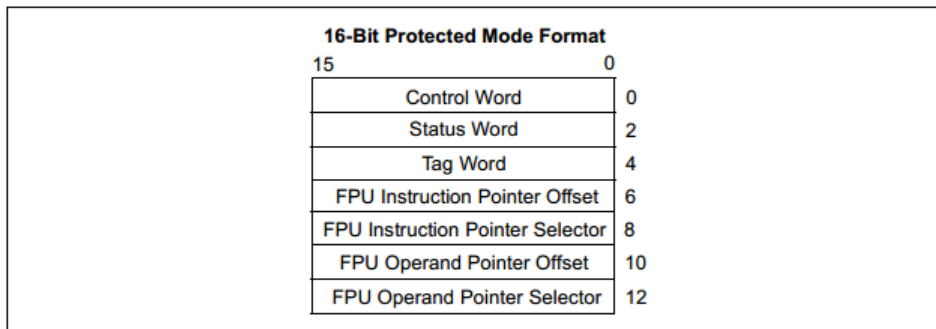 16-Bit Protected Mode Format
15 0
Control Word 0
Status Word 2
Tag Word 4
FPU Instruction Pointer Offset 6
FPU Instruction Pointer Selector 8
FPU Operand Pointer Offset 10
FPU Operand Pointer Selector 12